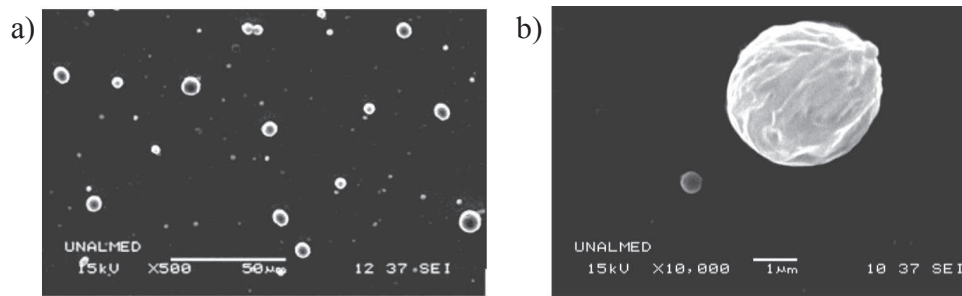 a)
UNALMED
15kV X500 50µm 12 37 SEI
b)
UNALMED
15kV X10,000 1µm 10 37 SEI